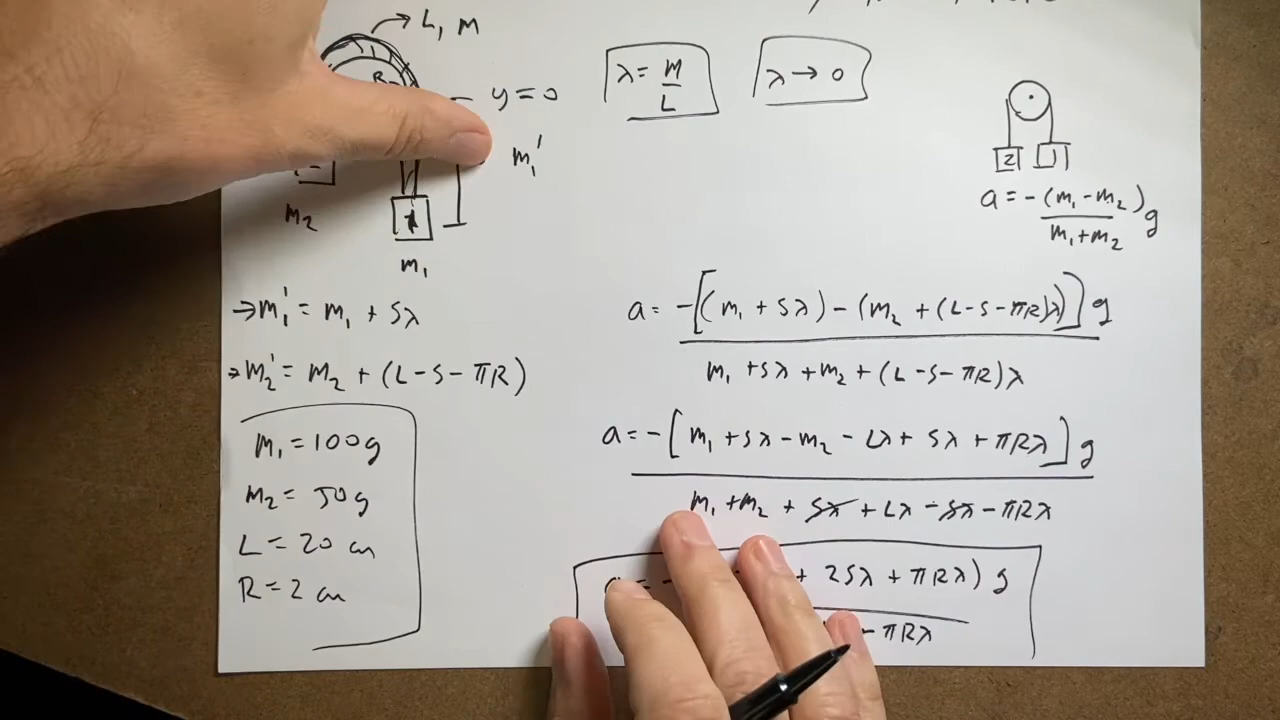 L, M
R
y=0
m₁'
m₂
m₁
λ = M/L
λ → 0
2 1
a = -(m₁-m₂)/(m₁+m₂) g
→ m₁' = m₁ + Sλ
→ m₂' = m₂ + (L-S-πR)
m₁ = 100g
m₂ = 50g
L = 20 cm
R = 2 cm
a = -[(m₁ + Sλ) - (m₂ + (L-S-πR)λ)] g
m₁ + Sλ + m₂ + (L-S-πR)λ
a = -[m₁ + Sλ - m₂ - Lλ + Sλ + πRλ] g
m₁ + m₂ + Sλ + Lλ - Sλ - πRλ
+ 2Sλ + πRλ) g
- πRλ